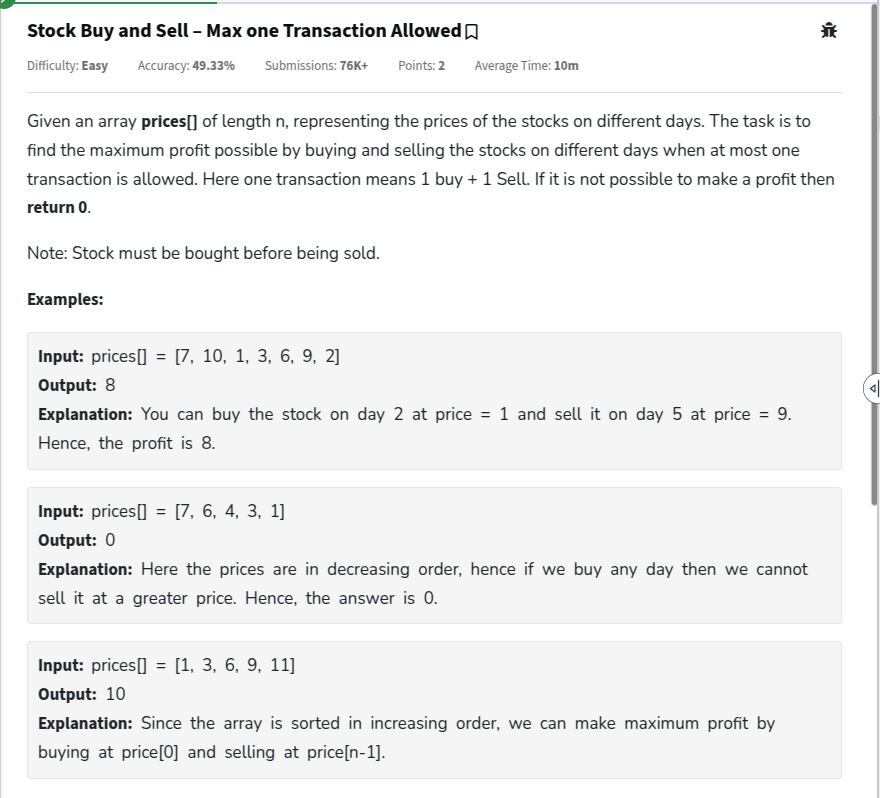 Stock Buy and Sell – Max one Transaction Allowed
Difficulty: Easy Accuracy: 49.33% Submissions: 76K+ Points: 2 Average Time: 10m
Given an array prices[] of length n, representing the prices of the stocks on different days. The task is to
find the maximum profit possible by buying and selling the stocks on different days when at most one
transaction is allowed. Here one transaction means 1 buy + 1 Sell. If it is not possible to make a profit then
return 0.
Note: Stock must be bought before being sold.
Examples:
Input: prices[] = [7, 10, 1, 3, 6, 9, 2]
Output: 8
Explanation: You can buy the stock on day 2 at price = 1 and sell it on day 5 at price = 9.
Hence, the profit is 8.
Input: prices[] = [7, 6, 4, 3, 1]
Output: 0
Explanation: Here the prices are in decreasing order, hence if we buy any day then we cannot
sell it at a greater price. Hence, the answer is 0.
Input: prices[] = [1, 3, 6, 9, 11]
Output: 10
Explanation: Since the array is sorted in increasing order, we can make maximum profit by
buying at price[0] and selling at price[n-1].